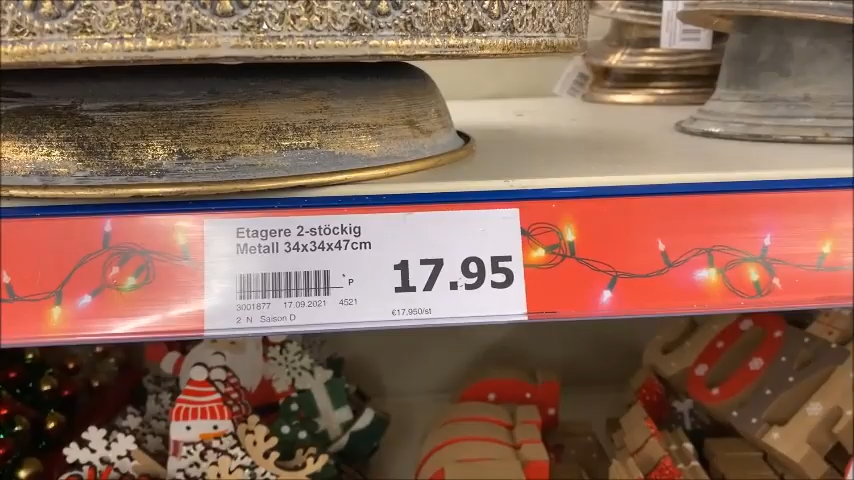 Etagere 2-stöckig
Metall 34x34x47cm
* P
17.95
3001877 17.09.2021 4521
€17.950/st
2 N Saison D